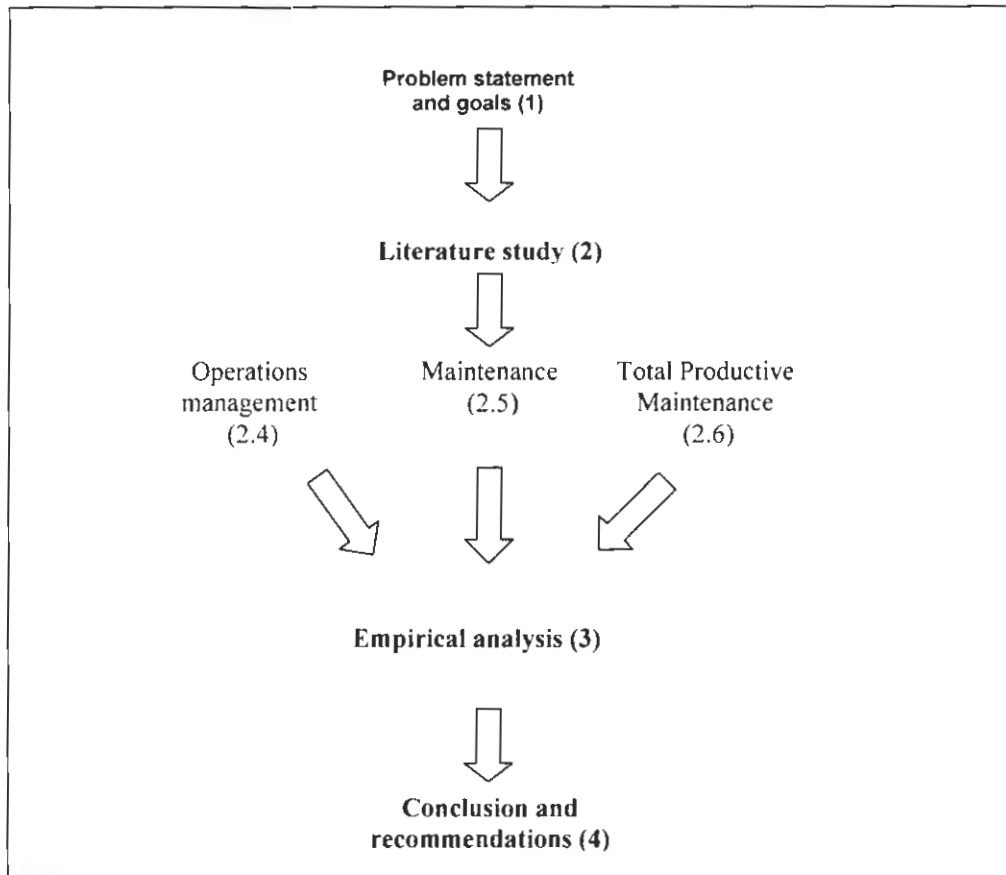 Problem statement
and goals (1)
Literature study (2)
Operations
management
(2.4)
Maintenance
(2.5)
Total Productive
Maintenance
(2.6)
Empirical analysis (3)
Conclusion and
recommendations (4)